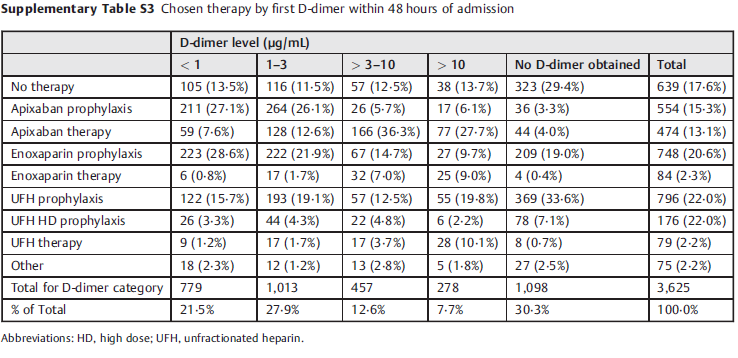 Supplementary Table S3 Chosen therapy by first D-dimer within 48 hours of admission
D-dimer level (µg/mL)
< 1 1–3 > 3–10 > 10 No D-dimer obtained Total
No therapy 105 (13·5%) 116 (11·5%) 57 (12·5%) 38 (13·7%) 323 (29·4%) 639 (17·6%)
Apixaban prophylaxis 211 (27·1%) 264 (26·1%) 26 (5·7%) 17 (6·1%) 36 (3·3%) 554 (15·3%)
Apixaban therapy 59 (7·6%) 128 (12·6%) 166 (36·3%) 77 (27·7%) 44 (4·0%) 474 (13·1%)
Enoxaparin prophylaxis 223 (28·6%) 222 (21·9%) 67 (14·7%) 27 (9·7%) 209 (19·0%) 748 (20·6%)
Enoxaparin therapy 6 (0·8%) 17 (1·7%) 32 (7·0%) 25 (9·0%) 4 (0·4%) 84 (2·3%)
UFH prophylaxis 122 (15·7%) 193 (19·1%) 57 (12·5%) 55 (19·8%) 369 (33·6%) 796 (22·0%)
UFH HD prophylaxis 26 (3·3%) 44 (4·3%) 22 (4·8%) 6 (2·2%) 78 (7·1%) 176 (22·0%)
UFH therapy 9 (1·2%) 17 (1·7%) 17 (3·7%) 28 (10·1%) 8 (0·7%) 79 (2·2%)
Other 18 (2·3%) 12 (1·2%) 13 (2·8%) 5 (1·8%) 27 (2·5%) 75 (2·2%)
Total for D-dimer category 779 1,013 457 278 1,098 3,625
% of Total 21·5% 27·9% 12·6% 7·7% 30·3% 100·0%
Abbreviations: HD, high dose; UFH, unfractionated heparin.